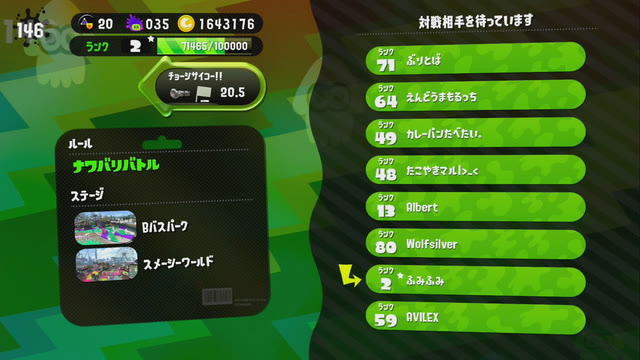 146
20
035
1643176
ランク 2 71465/100000
チョーシサイコー!!
20.5
ルール
ナワバリバトル
ステージ
Bバスパーク
スメーシーワールド
対戦相手を待っています
ランク 71 ぶりとば
ランク 64 えんどうまもるっち
ランク 49 カレーパンたべたい。
ランク 48 たこやきマルI>_<
ランク 13 Albert
ランク 80 Wolfsilver
ランク 2 ふみふみ
ランク 59 AVILEX